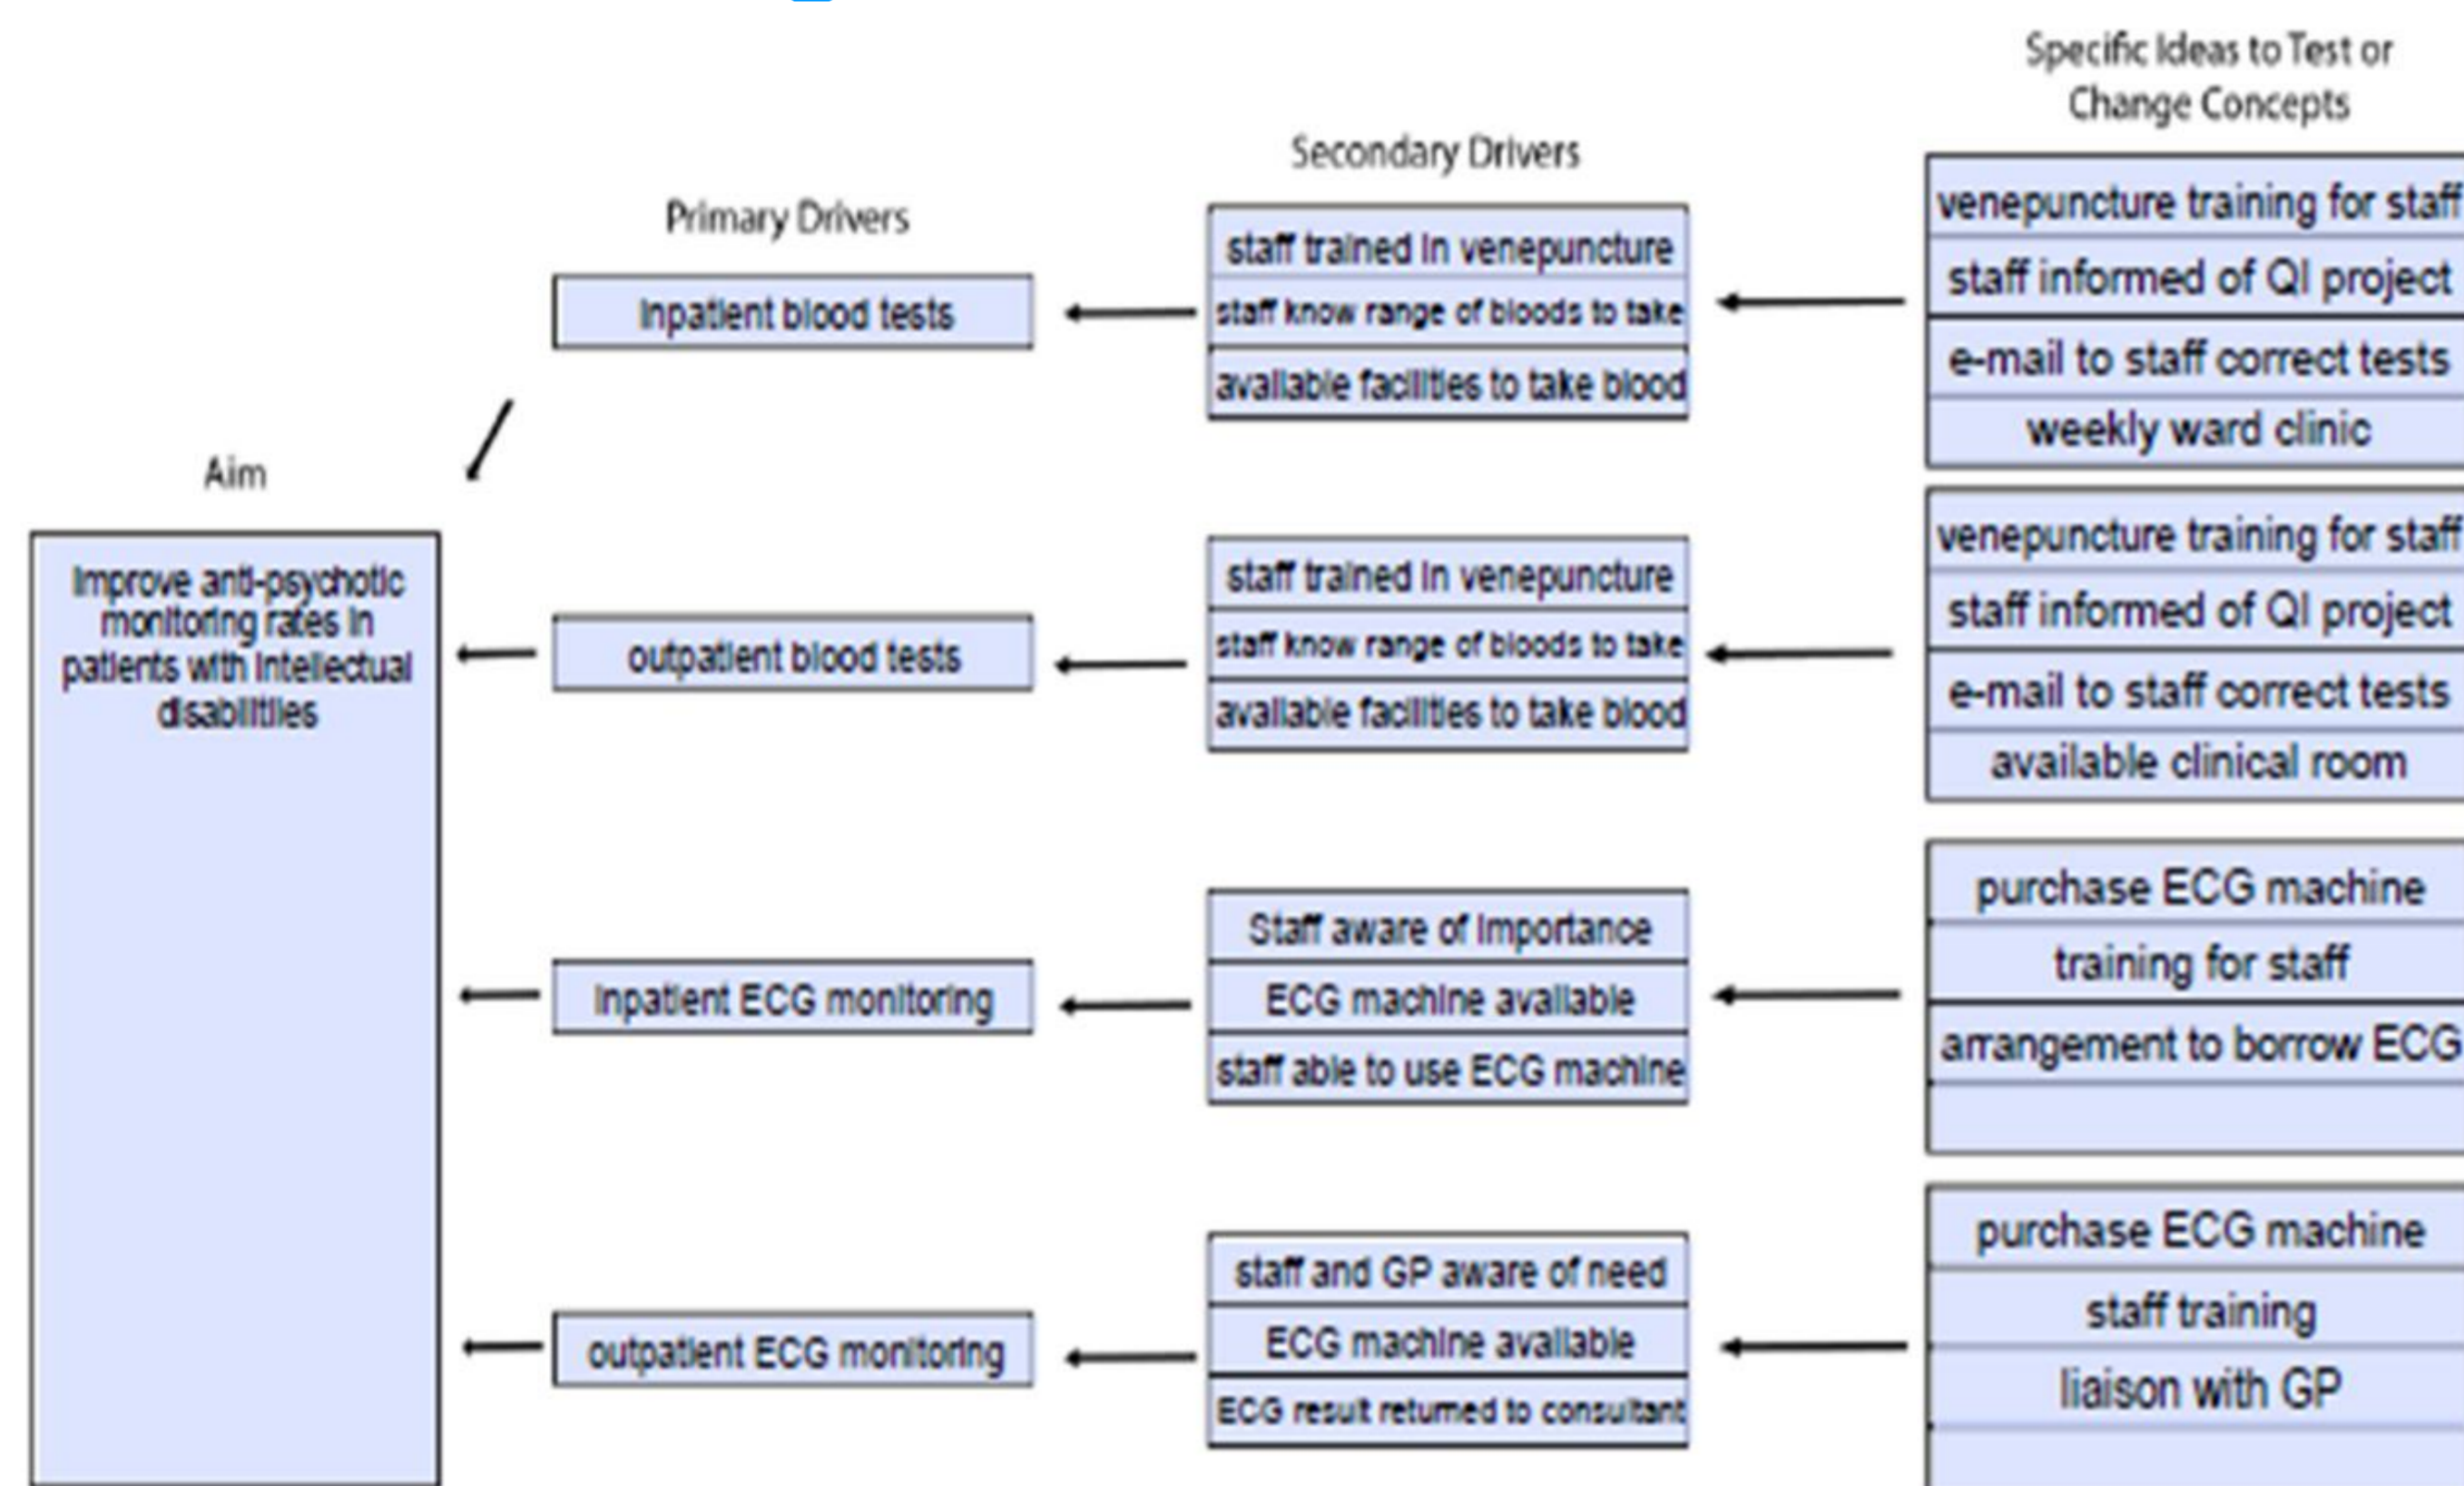 Specific Ideas to Test or
Change Concepts
Secondary Drivers
Primary Drivers
Aim
Improve anti-psychotic
monitoring rates in
patients with intellectual
disabilitiies
Inpatient blood tests
staff trained in venepuncture
staff know range of bloods to take
available facilities to take blood
venepuncture training for staff
staff informed of QI project
e-mail to staff correct tests
weekly ward clinic
outpatient blood tests
staff trained in venepuncture
staff know range of bloods to take
available facilities to take blood
venepuncture training for staff
staff informed of QI project
e-mail to staff correct tests
available clinical room
Inpatient ECG monitoring
Staff aware of importance
ECG machine available
staff able to use ECG machine
purchase ECG machine
training for staff
arrangement to borrow ECG
outpatient ECG monitoring
staff and GP aware of need
ECG machine available
ECG result returned to consultant
purchase ECG machine
staff training
liaison with GP